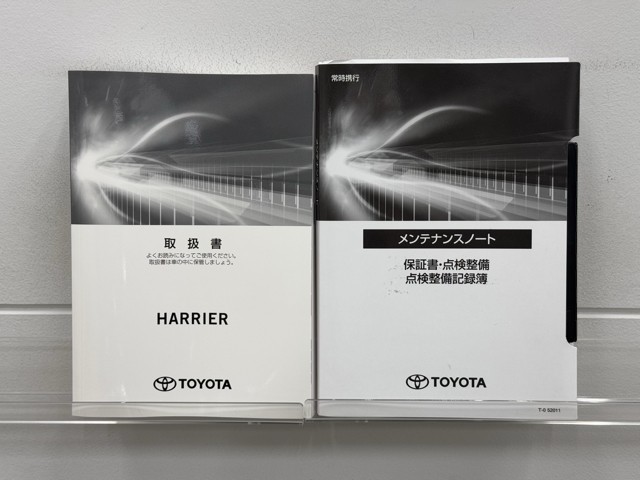 取扱書
よくお読みになってご使用ください。
取扱書は車の中に保管しましょう。
HARRIER
TOYOTA
常時携行
メンテナンスノート
保証書・点検整備
点検整備記録簿
TOYOTA
T-0 52011